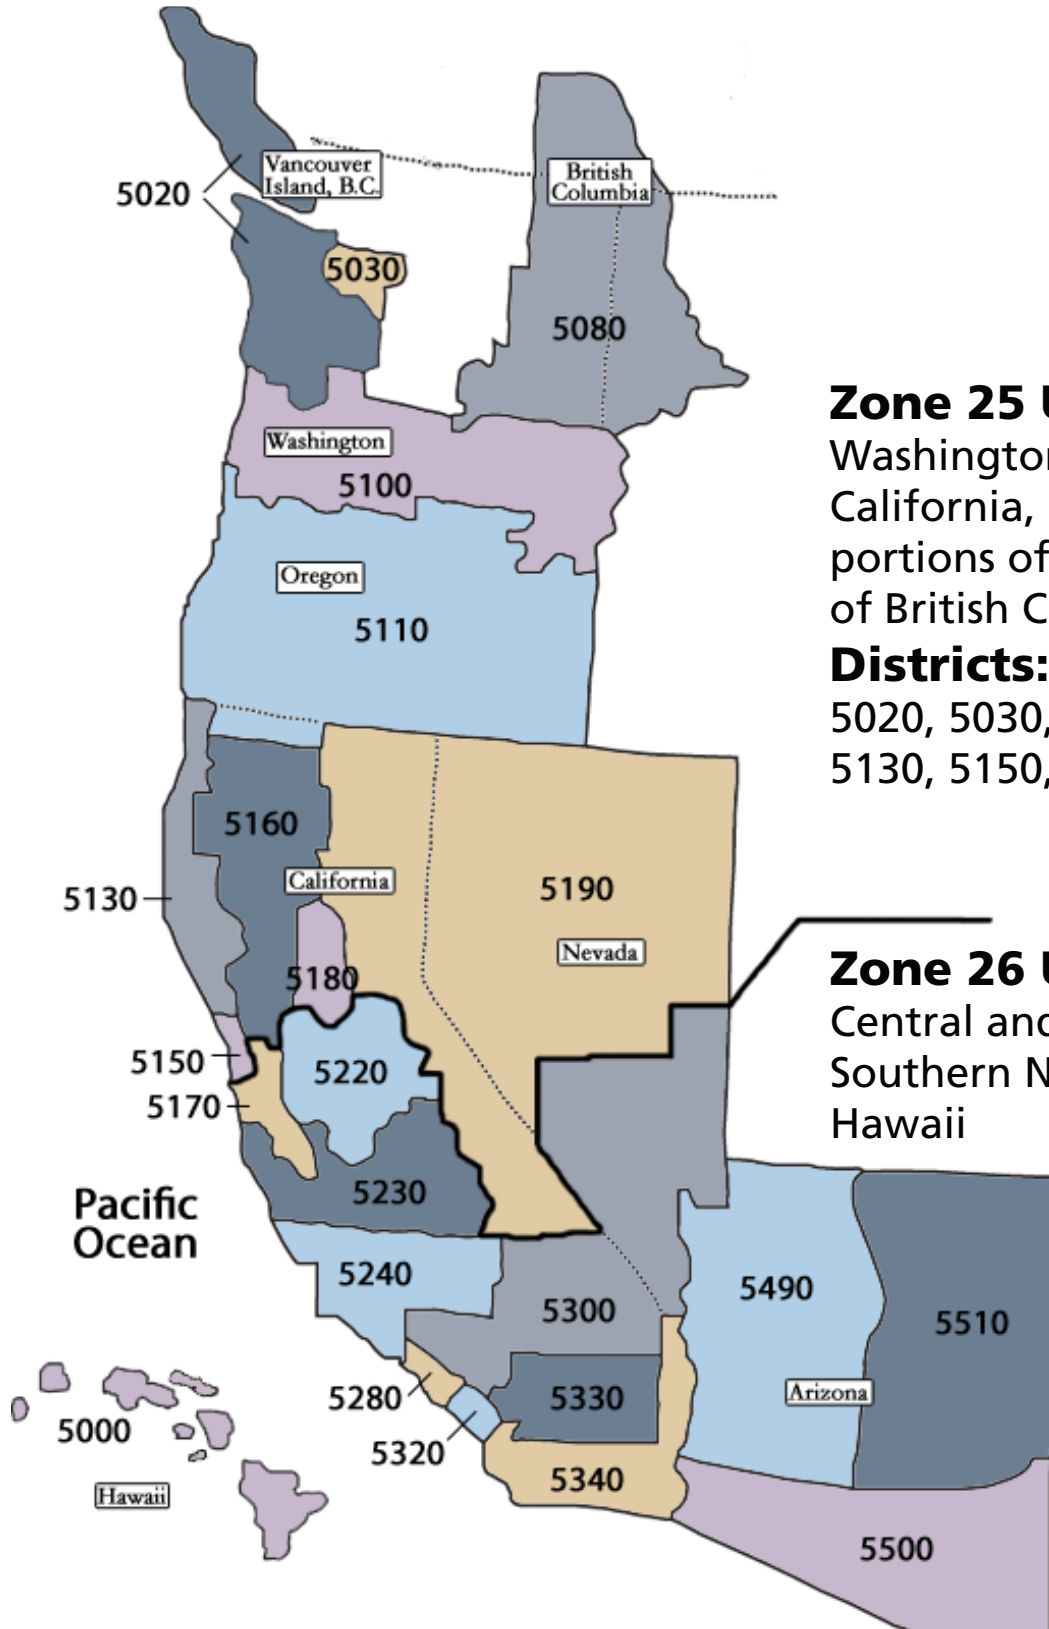 Vancouver
Island, B.C.
British
Columbia
5020
5030
5080
Zone 25 U
Washington
California,
portions of
of British C
Districts:
5020, 5030,
5130, 5150,
Washington
5100
Oregon
5110
5160
California
5130
5190
Nevada
5180
Zone 26 U
Central and
Southern N
Hawaii
5150
5220
5170
5230
Pacific
Ocean
5240
5300
5490
5510
5280
5330
Arizona
5000
5320
5340
Hawaii
5500